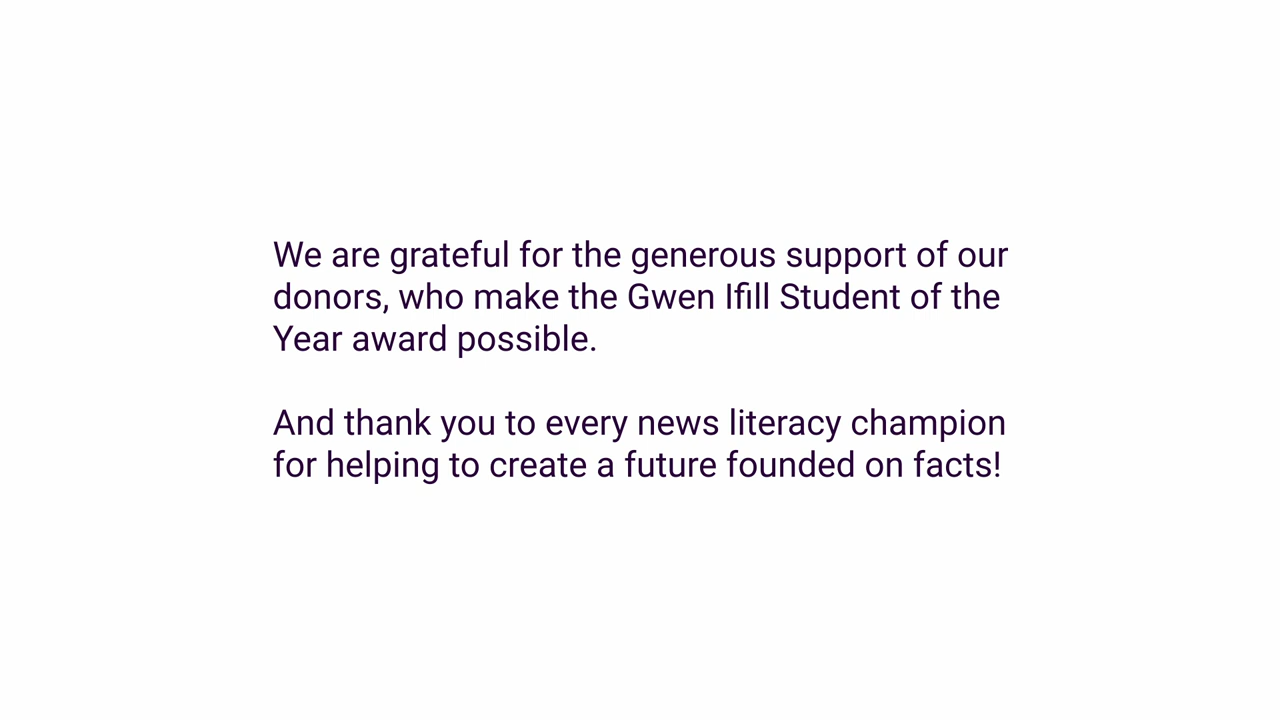 We are grateful for the generous support of our
donors, who make the Gwen Ifill Student of the
Year award possible.
And thank you to every news literacy champion
for helping to create a future founded on facts!